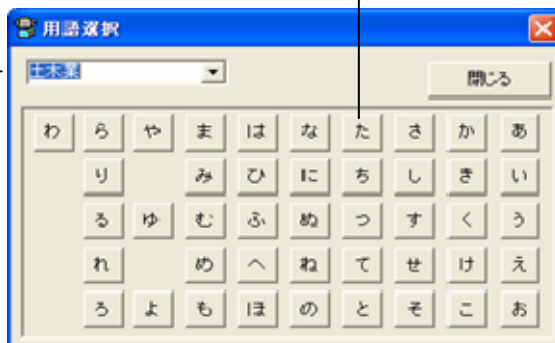 用語選択
土木業
閉じる
わ ら や ま は な た さ か あ
り み ひ に ち し き い
る ゆ む ふ ぬ つ す く う
れ め へ ね て せ け え
ろ よ も ほ の と そ こ お